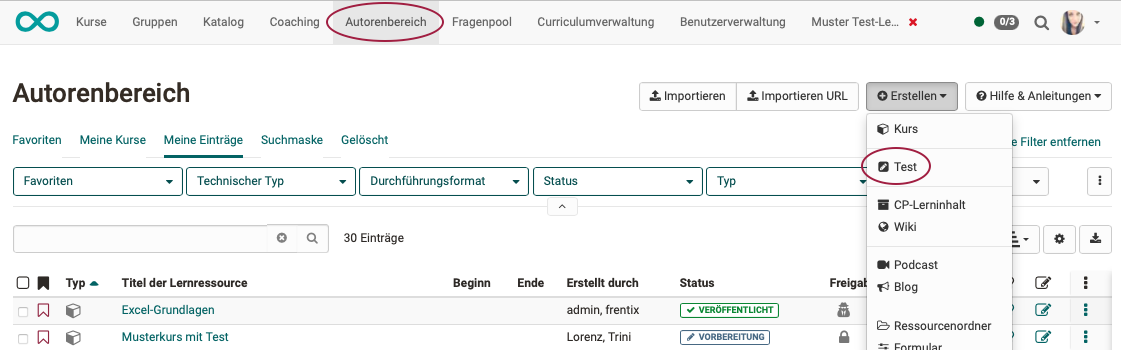 Kurse Gruppen Katalog Coaching Autorenbereich Fragenpool Curriculumverwaltung Benutzerverwaltung Muster Test-Le... 0/3
Autorenbereich
Importieren Importieren URL Erstellen Hilfe & Anleitungen
Favoriten Meine Kurse Meine Einträge Suchmaske Gelöscht
Kurs
e Filter entfernen
Test
Favoriten Technischer Typ Durchführungsformat Status Typ
CP-Lerninhalt
Wiki
30 Einträge
Podcast
Blog
Typ Titel der Lernressource Beginn Ende Erstellt durch Status Freigab
Excel-Grundlagen admin, frentix VERÖFFENTLICHT
Ressourcenordner
Musterkurs mit Test Lorenz, Trini VORBEREITUNG
Formular